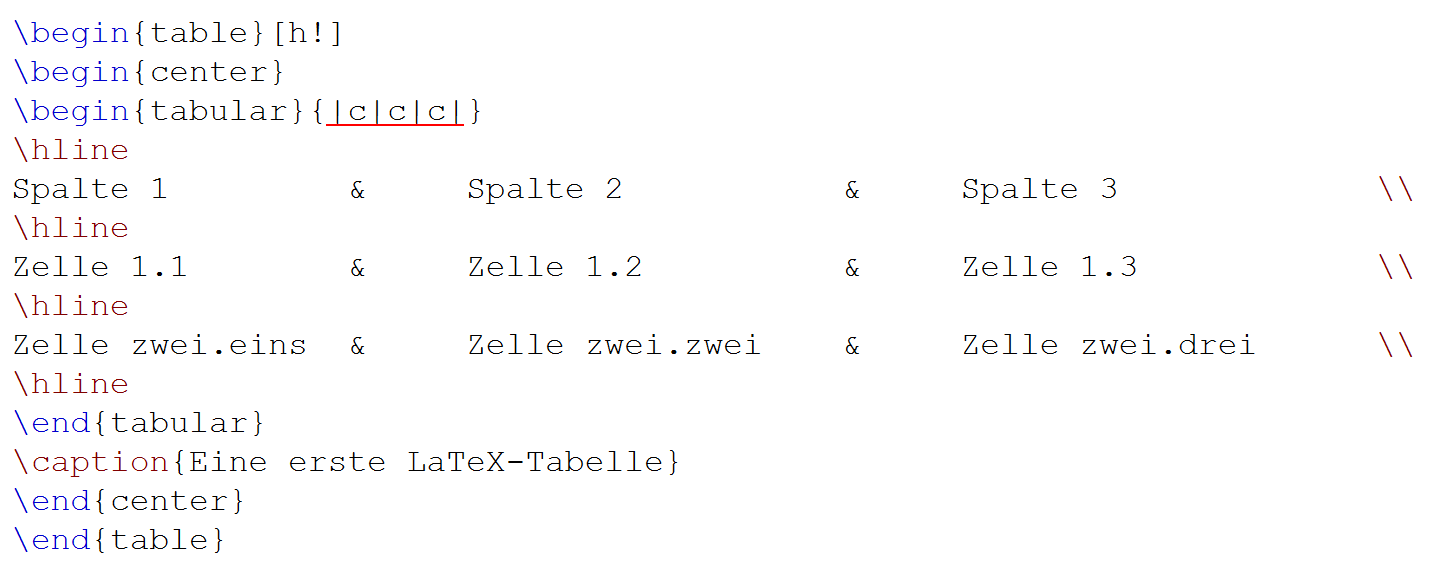 \begin{table}[h!]
\begin{center}
\begin{tabular}{|c|c|c|}
\hline
Spalte 1 & Spalte 2 & Spalte 3 \\
\hline
Zelle 1.1 & Zelle 1.2 & Zelle 1.3 \\
\hline
Zelle zwei.eins & Zelle zwei.zwei & Zelle zwei.drei \\
\hline
\end{tabular}
\caption{Eine erste LaTeX-Tabelle}
\end{center}
\end{table}